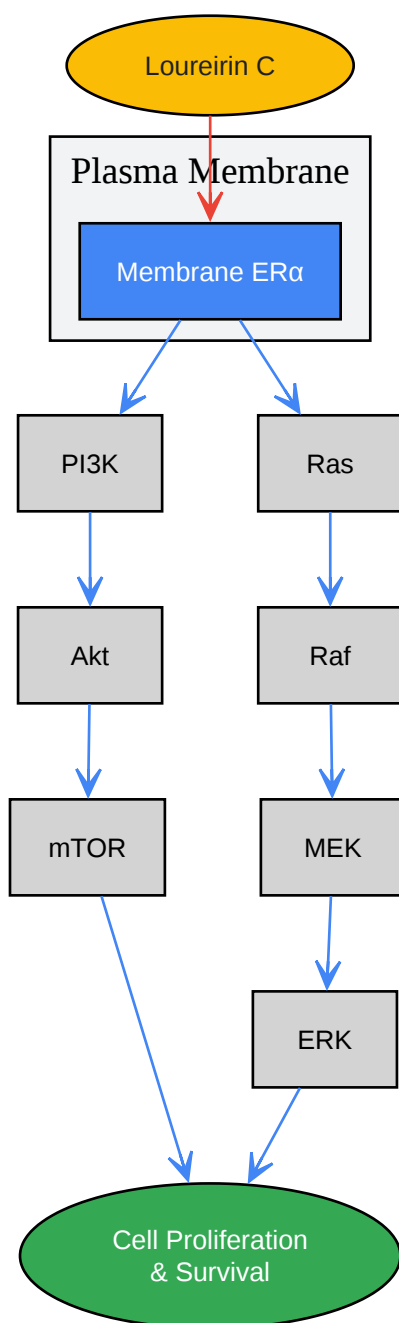 Loureirin C
Plasma Membrane
Membrane ERα
PI3K
Ras
Akt
Raf
mTOR
MEK
ERK
Cell Proliferation
& Survival